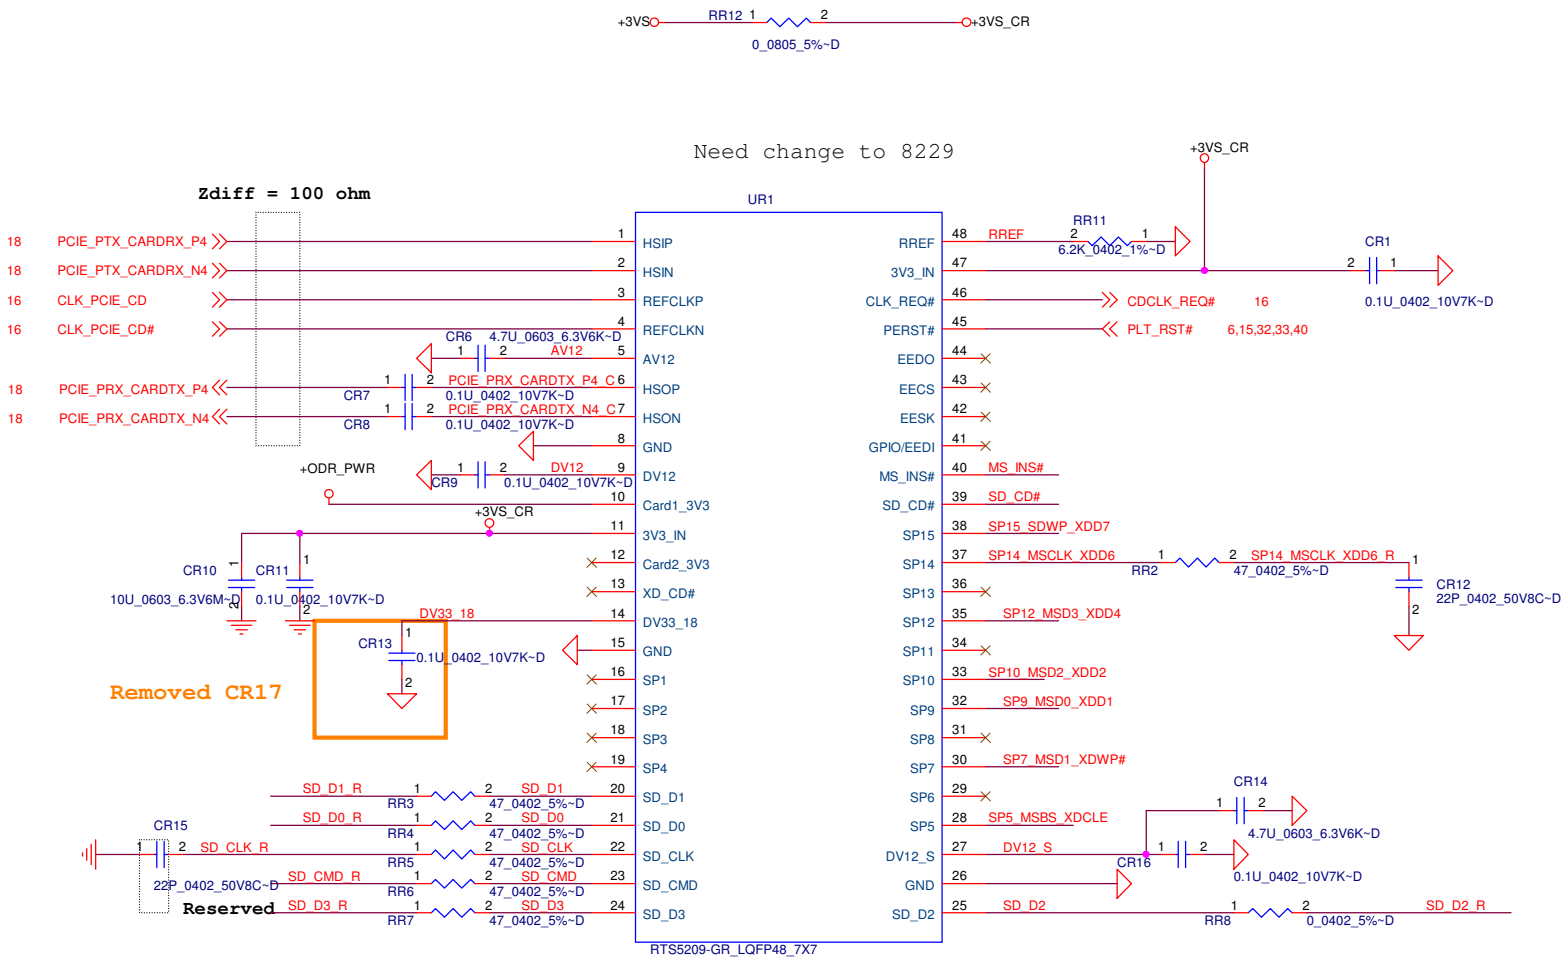 +3VS RR12 1 2 +3VS_CR
0_0805_5%~D
Need change to 8229
+3VS_CR
Zdiff = 100 ohm
UR1
18 PCIE_PTX_CARDRX_P4 1 HSIP
18 PCIE_PTX_CARDRX_N4 2 HSIN
16 CLK_PCIE_CD 3 REFCLKP
16 CLK_PCIE_CD# 4 REFCLKN
CR6 4.7U_0603_6.3V6K~D
1 2 AV12 5 AV12
18 PCIE_PRX_CARDTX_P4 1 2 PCIE_PRX_CARDTX_P4_C 6 HSOP
CR7 0.1U_0402_10V7K~D
18 PCIE_PRX_CARDTX_N4 1 2 PCIE_PRX_CARDTX_N4_C 7 HSON
CR8 0.1U_0402_10V7K~D
8 GND
+ODR_PWR
1 2 DV12 9 DV12
CR9 0.1U_0402_10V7K~D
10 Card1_3V3
+3VS_CR
11 3V3_IN
12 Card2_3V3
CR10 1 CR11 1
13 XD_CD#
10U_0603_6.3V6M~D 2 0.1U_0402_10V7K~D 2
DV33_18 14 DV33_18
1
CR13 0.1U_0402_10V7K~D
2
15 GND
16 SP1
Removed CR17
17 SP2
18 SP3
19 SP4
SD_D1_R 1 2 SD_D1 20 SD_D1
RR3 47_0402_5%~D
SD_D0_R 1 2 SD_D0 21 SD_D0
RR4 47_0402_5%~D
CR15
1 2 SD_CLK_R 1 2 SD_CLK 22 SD_CLK
RR5 47_0402_5%~D
22P_0402_50V8C~D
SD_CMD_R 1 2 SD_CMD 23 SD_CMD
RR6 47_0402_5%~D
Reserved
SD_D3_R 1 2 SD_D3 24 SD_D3
RR7 47_0402_5%~D
RTS5209-GR_LQFP48_7X7
RREF 48 RREF 2 RR11 1
6.2K_0402_1%~D
3V3_IN 47 2 CR1 1
0.1U_0402_10V7K~D
CLK_REQ# 46 CDCLK_REQ# 16
PERST# 45 PLT_RST# 6,15,32,33,40
EEDO 44
EECS 43
EESK 42
GPIO/EEDI 41
MS_INS# 40 MS_INS#
SD_CD# 39 SD_CD#
SP15 38 SP15_SDWP_XDD7
SP14 37 SP14_MSCLK_XDD6 1 2 SP14_MSCLK_XDD6_R
RR2 47_0402_5%~D
1
CR12
22P_0402_50V8C~D
2
SP13 36
SP12 35 SP12_MSD3_XDD4
SP11 34
SP10 33 SP10_MSD2_XDD2
SP9 32 SP9_MSD0_XDD1
SP8 31
SP7 30 SP7_MSD1_XDWP#
SP6 29
CR14
1 2
4.7U_0603_6.3V6K~D
SP5 28 SP5_MSBS_XDCLE
DV12_S 27 DV12_S 1 2
CR16
0.1U_0402_10V7K~D
GND 26
SD_D2 25 SD_D2 1 2 SD_D2_R
RR8 0_0402_5%~D